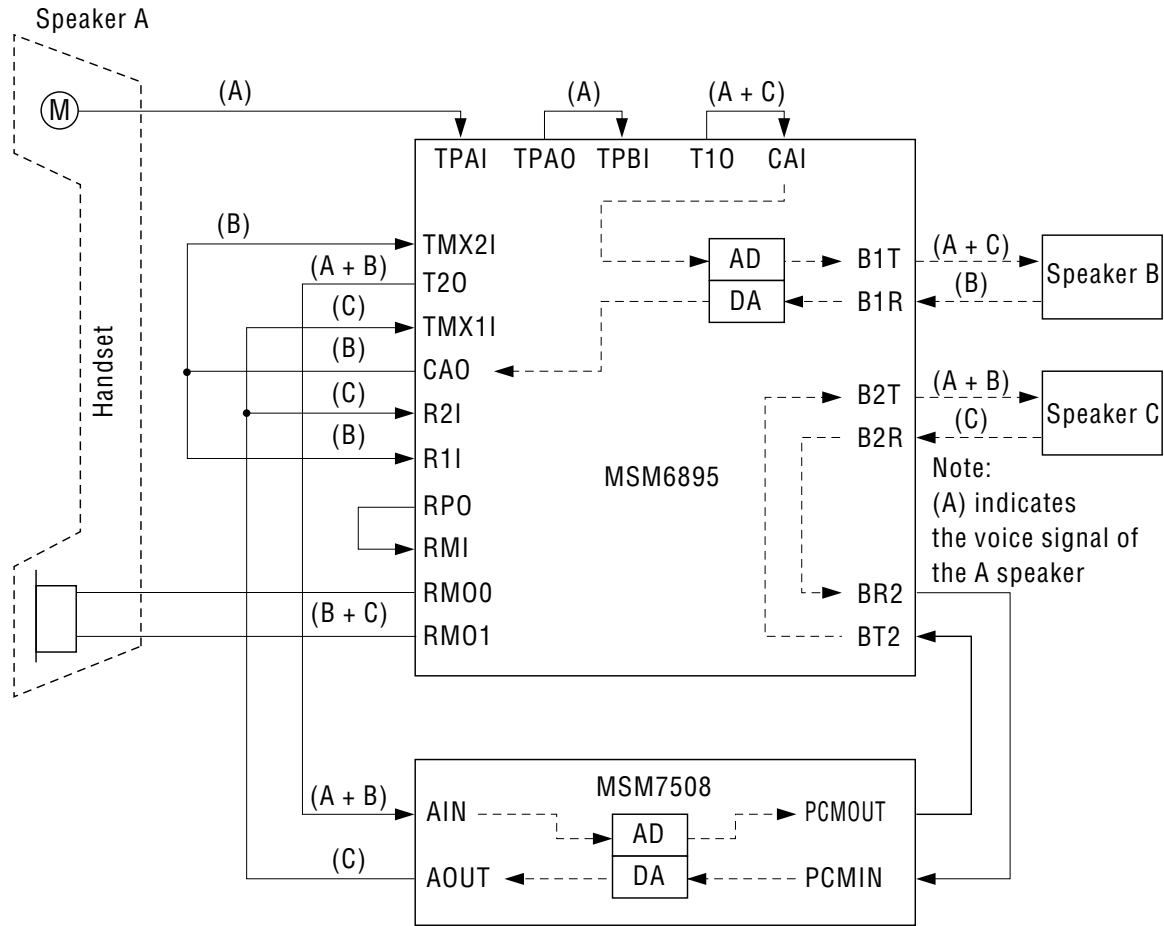 Speaker A
M
(A)
(A)
(A + C)
TPAI
TPAO
TPBI
T1O
CAI
(B)
TMX2I
(A + B)
T2O
(C)
TMX1I
(B)
CAO
(C)
R2I
(B)
R1I
RPO
RMI
RMO0
(B + C)
RMO1
Handset
AD
DA
B1T
B1R
(A + C)
(B)
Speaker B
B2T
B2R
(A + B)
(C)
Speaker C
MSM6895
Note:
(A) indicates
the voice signal of
the A speaker
BR2
BT2
MSM7508
(A + B)
AIN
AD
PCMOUT
(C)
AOUT
DA
PCMIN